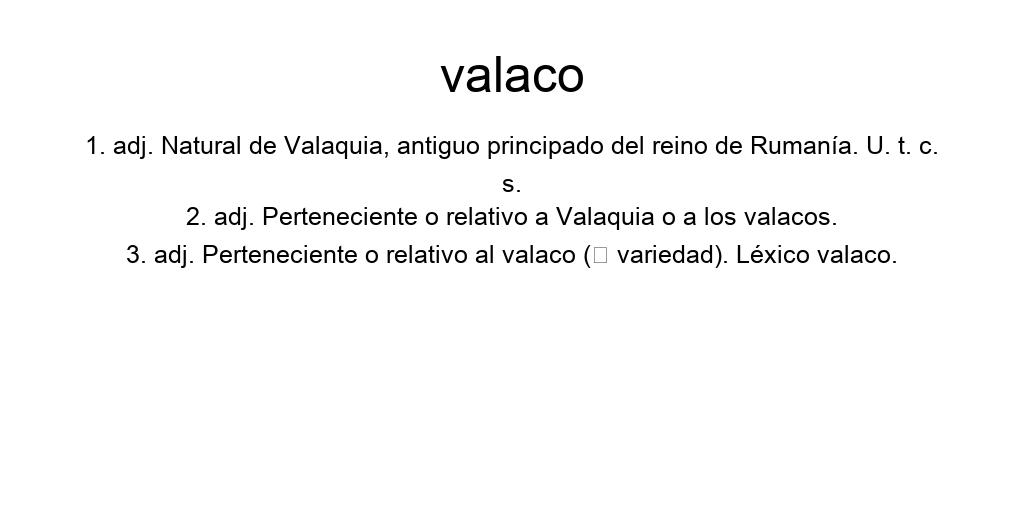 valaco
1. adj. Natural de Valaquia, antiguo principado del reino de Rumanía. U. t. c.
s.
2. adj. Perteneciente o relativo a Valaquia o a los valacos.
3. adj. Perteneciente o relativo al valaco (□ variedad). Léxico valaco.